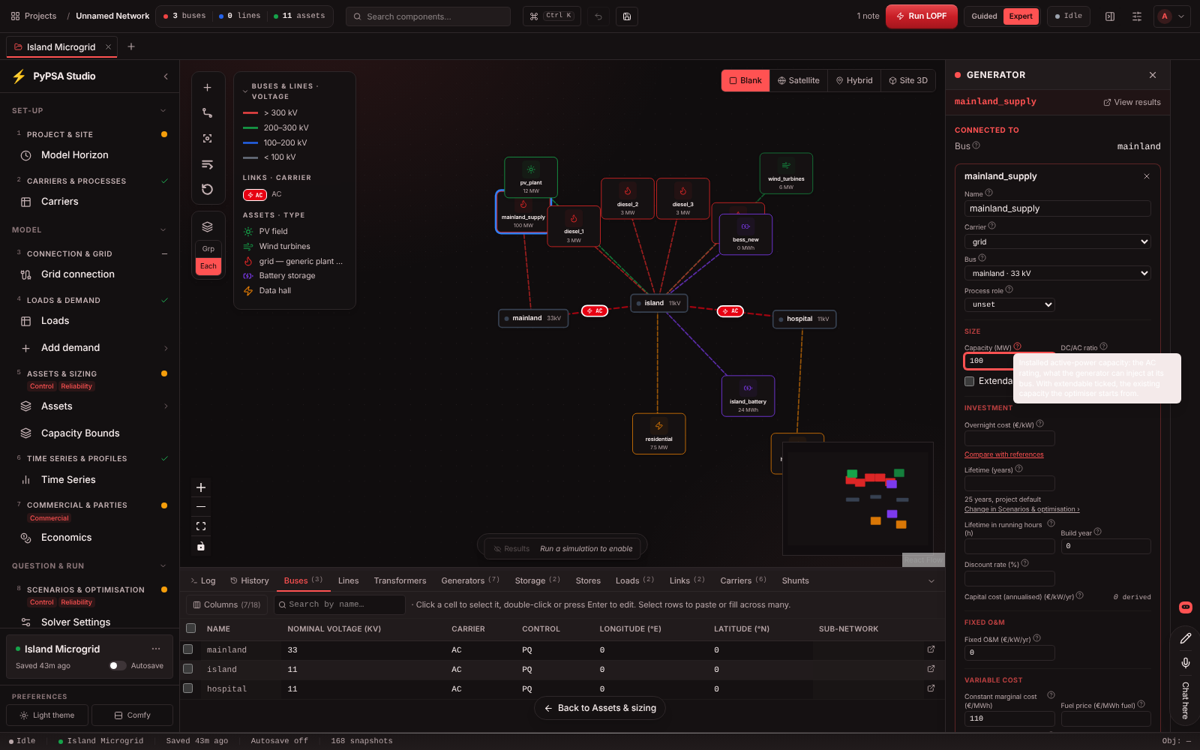 Projects / Unnamed Network
3 buses 0 lines 11 assets
Search components...
⌘ Ctrl K
1 note
Run LOPF
Guided Expert
Idle
A
Island Microgrid
PyPSA Studio
SET-UP
1 PROJECT & SITE
Model Horizon
2 CARRIERS & PROCESSES
Carriers
MODEL
3 CONNECTION & GRID
Grid connection
4 LOADS & DEMAND
Loads
Add demand
5 ASSETS & SIZING
Control Reliability
Assets
Capacity Bounds
6 TIME SERIES & PROFILES
Time Series
7 COMMERCIAL & PARTIES
Commercial
Economics
QUESTION & RUN
8 SCENARIOS & OPTIMISATION
Control Reliability
Solver Settings
Island Microgrid
Saved 43m ago Autosave
PREFERENCES
Light theme Comfy
Grp
Each
BUSES & LINES · VOLTAGE
> 300 kV
200–300 kV
100–200 kV
< 100 kV
LINKS · CARRIER
AC AC
ASSETS · TYPE
PV field
Wind turbines
grid — generic plant ...
Battery storage
Data hall
Blank Satellite Hybrid Site 3D
pv_plant
12 MW
mainland_supply
100 MW
diesel_1
3 MW
diesel_2
3 MW
diesel_3
3 MW
wind_turbines
6 MW
bess_new
0 MWh
mainland 33kV
AC
island 11kV
AC
hospital 11kV
island_battery
24 MWh
residential
7.5 MW
Results Run a simulation to enable
Log History Buses (3) Lines Transformers Generators (7) Storage (2) Stores Loads (2) Links (2) Carriers (6) Shunts
Columns (7/18) Search by name... · Click a cell to select it, double-click or press Enter to edit. Select rows to paste or fill across many.
NAME NOMINAL VOLTAGE (KV) CARRIER CONTROL LONGITUDE (°E) LATITUDE (°N) SUB-NETWORK
mainland 33 AC PQ 0 0
island 11 AC PQ 0 0
hospital 11 AC PQ 0 0
Back to Assets & sizing
GENERATOR
mainland_supply View results
CONNECTED TO
Bus mainland
mainland_supply
Name
mainland_supply
Carrier
grid
Bus
mainland · 33 kV
Process role
unset
SIZE
Capacity (MW) DC/AC ratio
100
INVESTMENT
Overnight cost (€/kW)
Compare with references
Lifetime (years)
25 years, project default
Change in Scenarios & optimisation ›
Lifetime in running hours (h) Build year
0
Discount rate (%)
Capital cost (annualised) (€/kW/yr) 0 derived
FIXED O&M
Fixed O&M (€/kW/yr)
0
VARIABLE COST
Constant marginal cost (€/MWh) Fuel price (€/MWh fuel)
110
Chat here
Idle Island Microgrid Saved 43m ago Autosave off 168 snapshots Obj: —